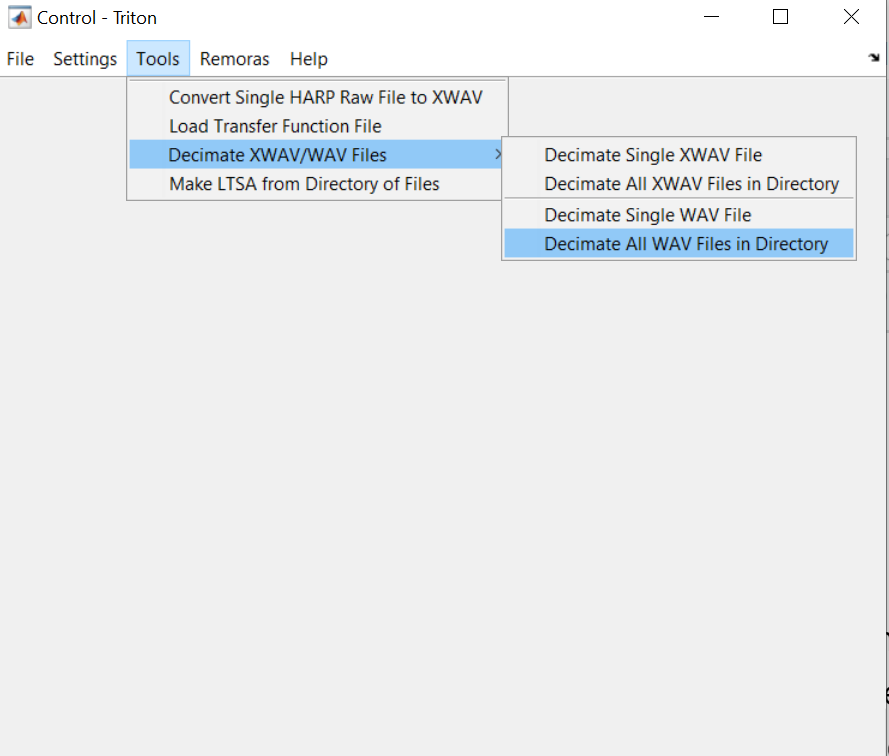 Control - Triton
File Settings Tools Remoras Help
Convert Single HARP Raw File to XWAV
Load Transfer Function File
Decimate XWAV/WAV Files
Make LTSA from Directory of Files
Decimate Single XWAV File
Decimate All XWAV Files in Directory
Decimate Single WAV File
Decimate All WAV Files in Directory